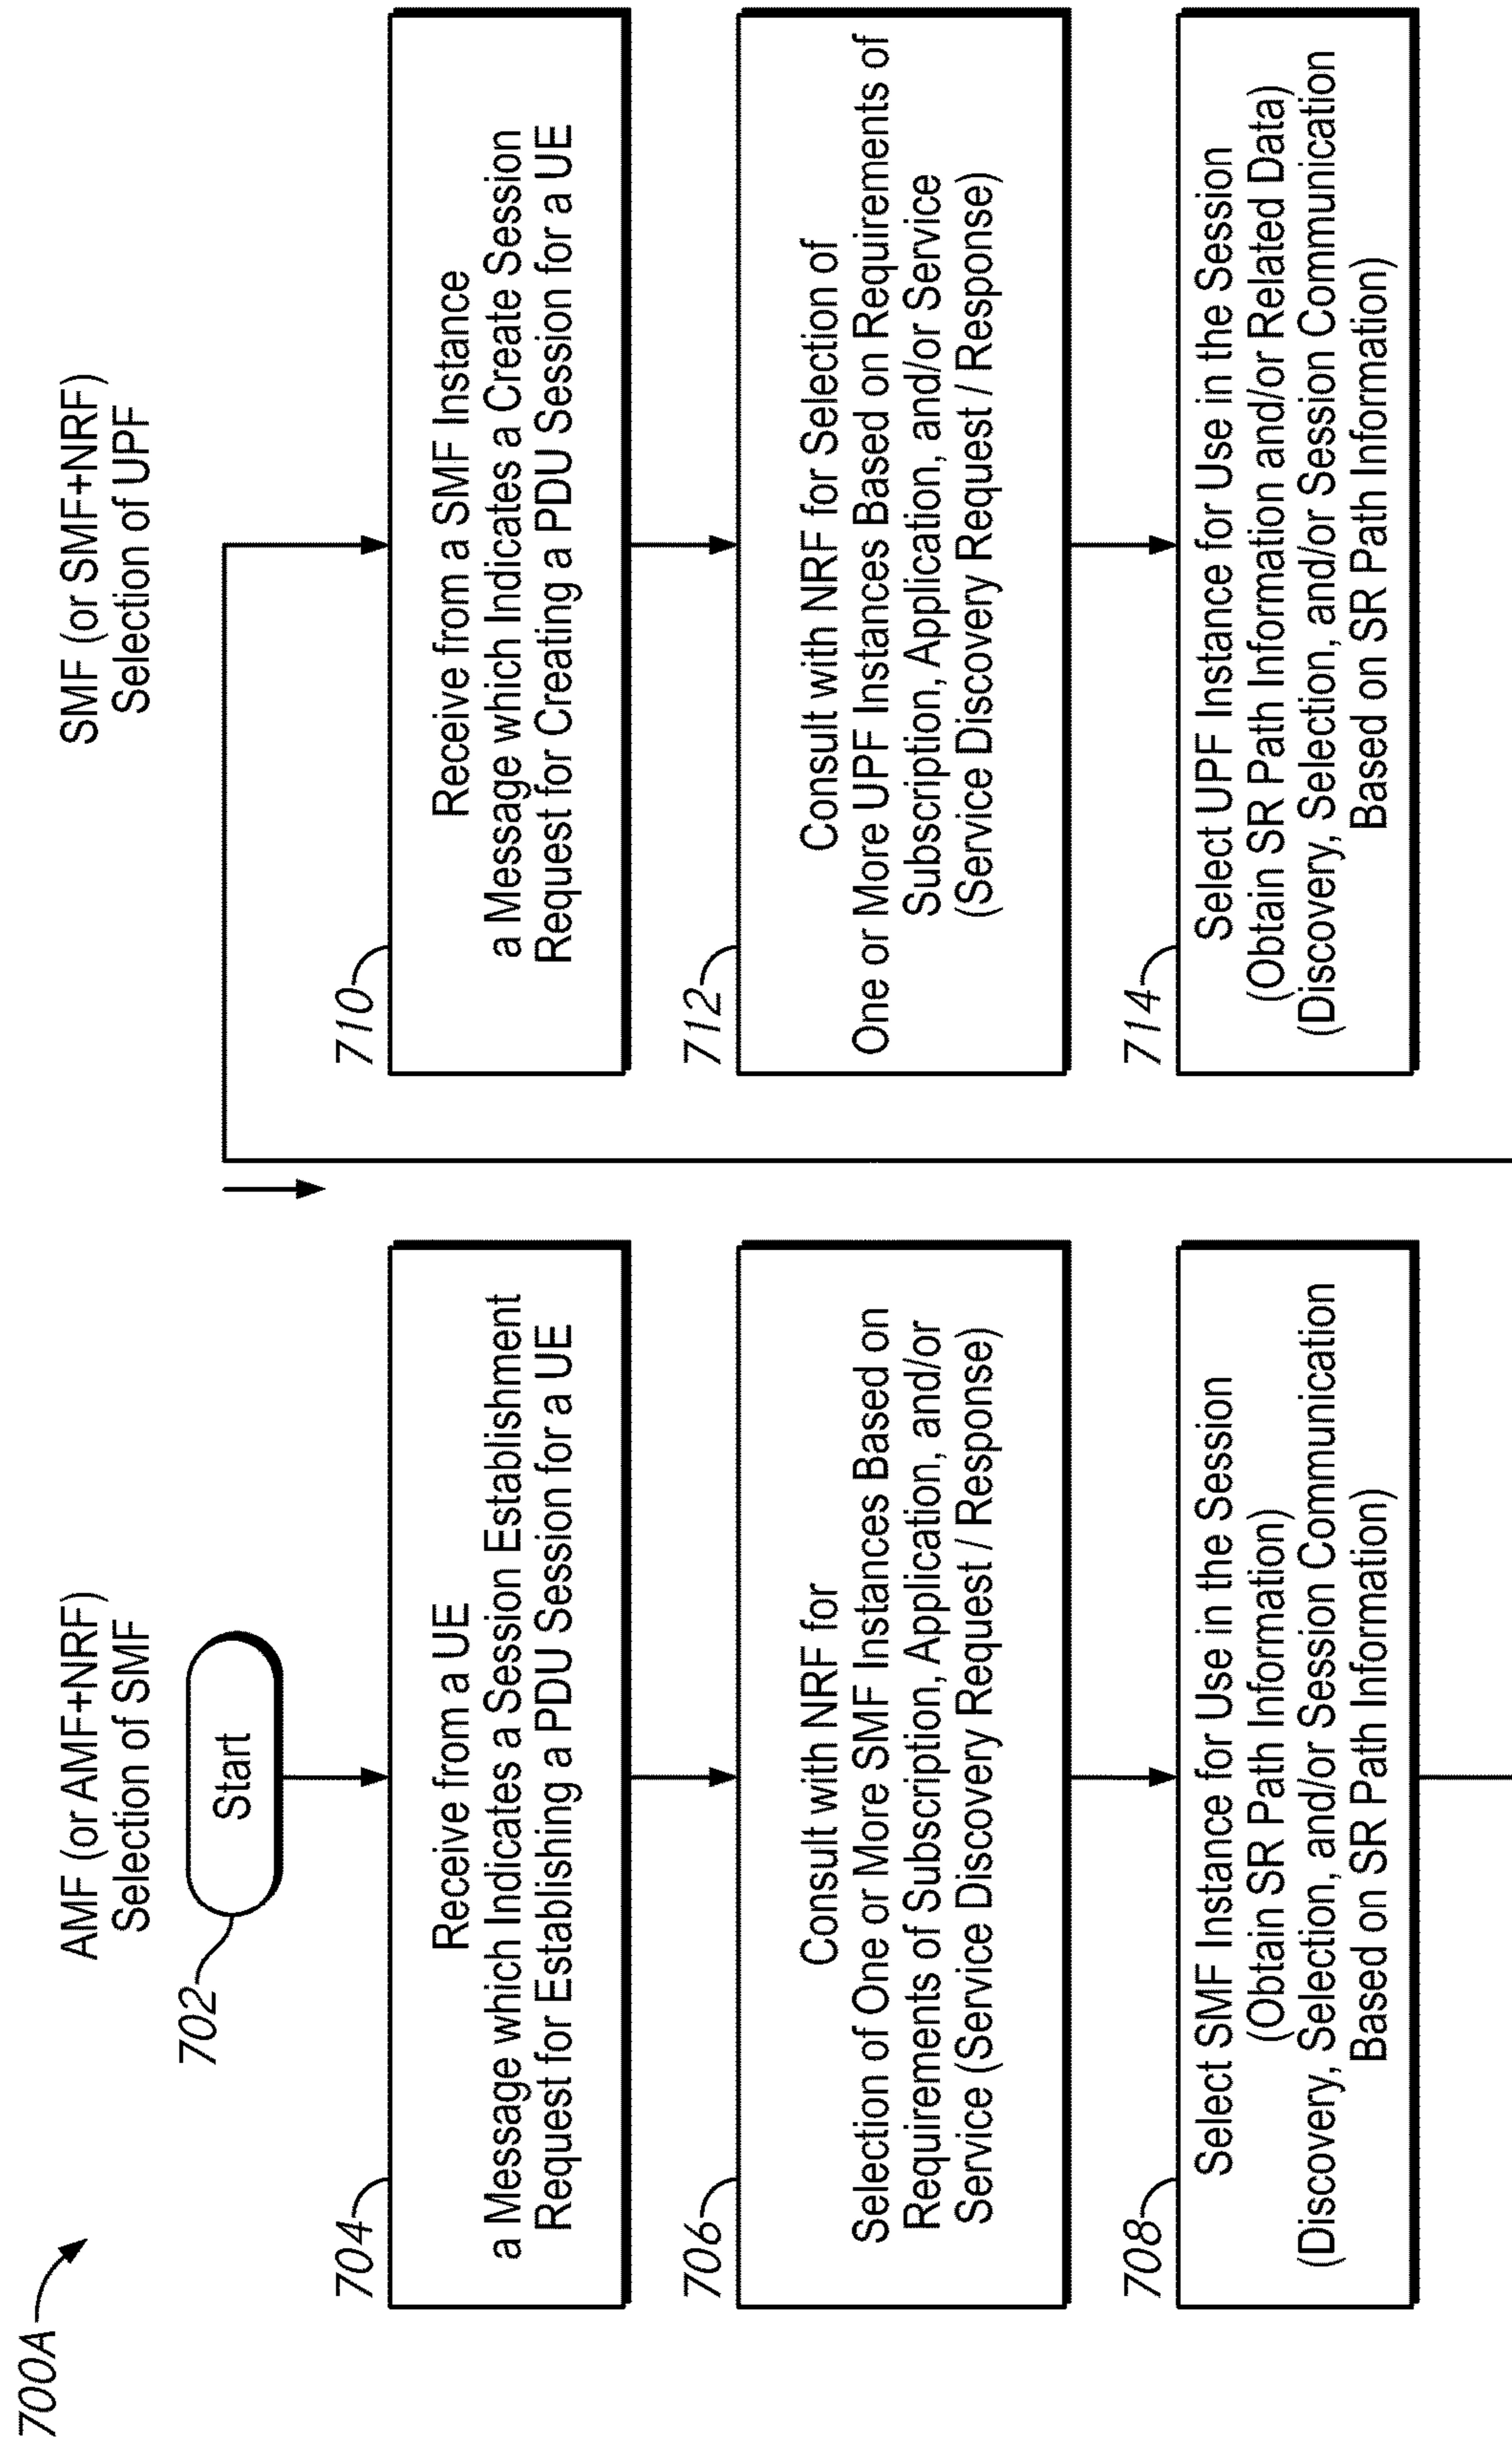 700A
AMF (or AMF+NRF)
Selection of SMF
702
Start
704
Receive from a UE
a Message which Indicates a Session Establishment
Request for Establishing a PDU Session for a UE
706
Consult with NRF for
Selection of One or More SMF Instances Based on
Requirements of Subscription, Application, and/or
Service (Service Discovery Request / Response)
708
Select SMF Instance for Use in the Session
(Obtain SR Path Information)
(Discovery, Selection, and/or Session Communication
Based on SR Path Information)
SMF (or SMF+NRF)
Selection of UPF
710
Receive from a SMF Instance
a Message which Indicates a Create Session
Request for Creating a PDU Session for a UE
712
Consult with NRF for Selection of
One or More UPF Instances Based on Requirements of
Subscription, Application, and/or Service
(Service Discovery Request / Response)
714
Select UPF Instance for Use in the Session
(Obtain SR Path Information and/or Related Data)
(Discovery, Selection, and/or Session Communication
Based on SR Path Information)